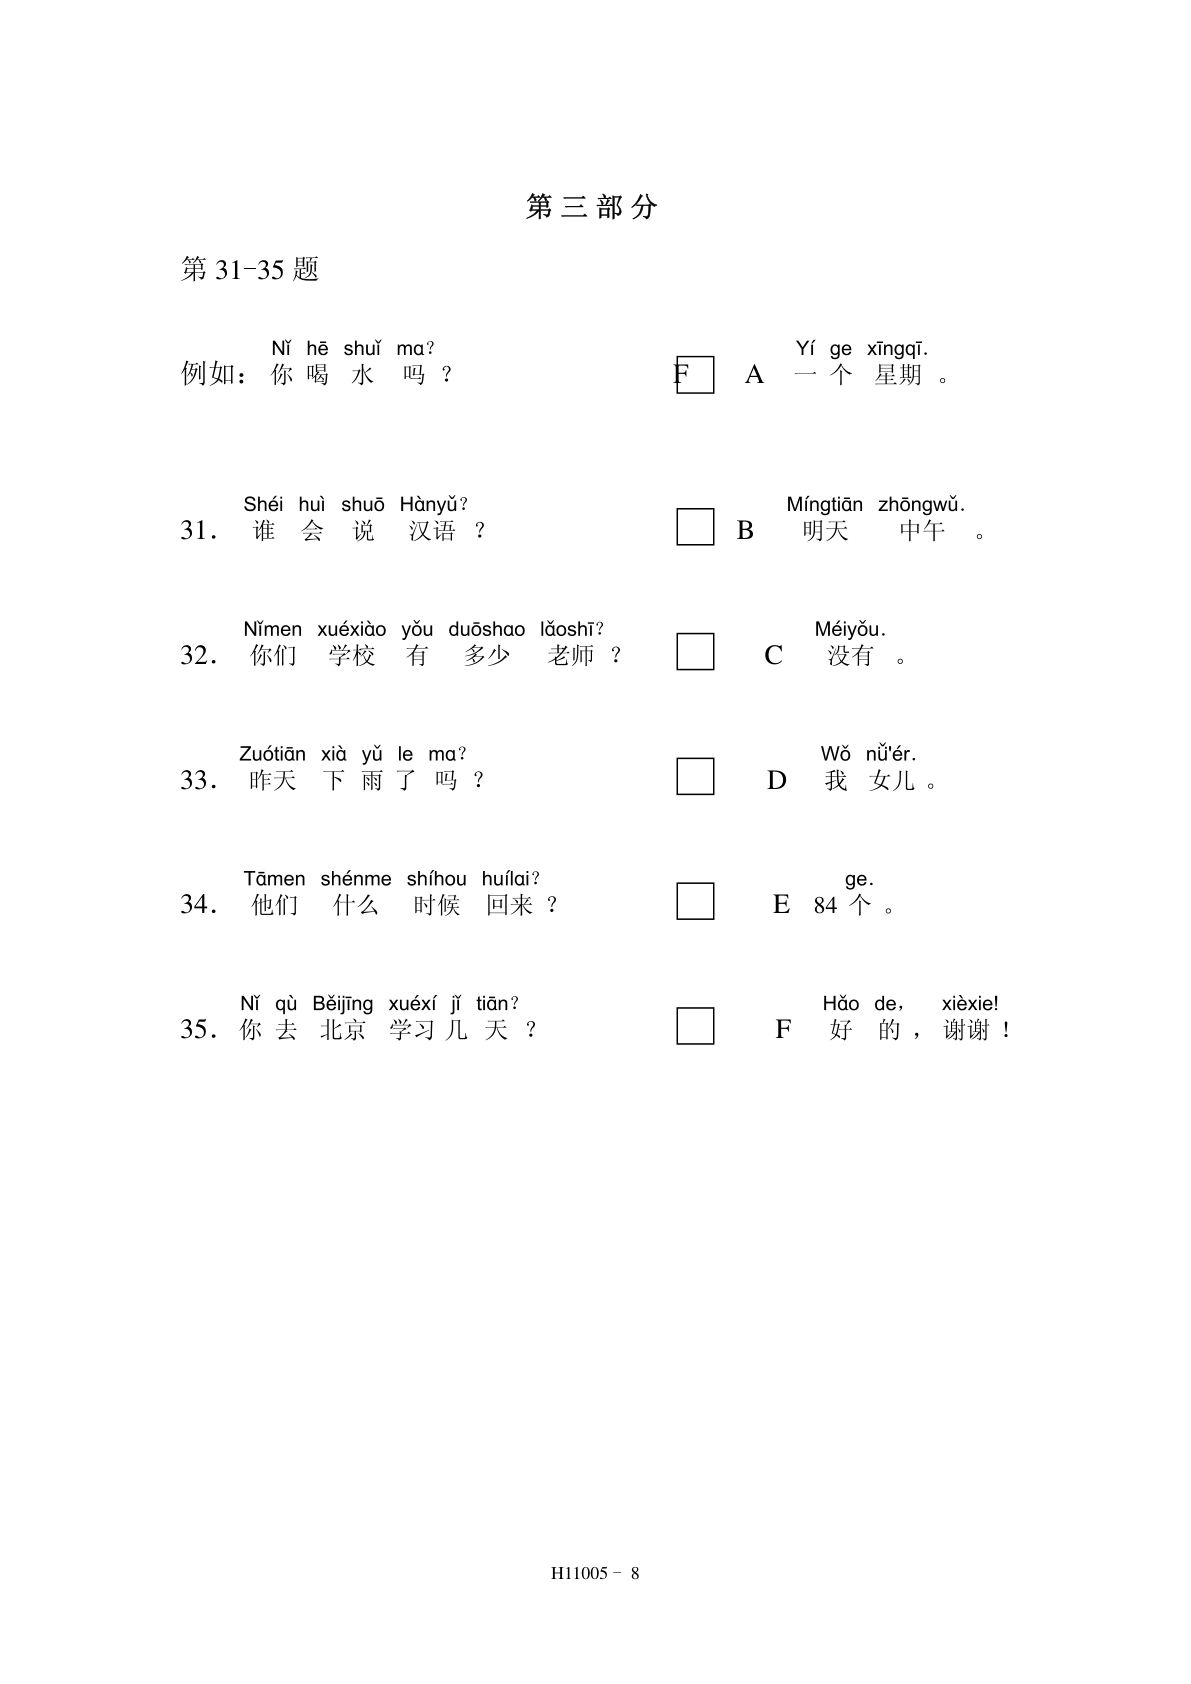 第三部分
第 31-35 题
Nǐ hē shuǐ ma? Yí ge xīngqī.
例如: 你 喝 水 吗 ? F A 一 个 星期 。
Shéi huì shuō Hànyǔ? Míngtiān zhōngwǔ.
31. 谁 会 说 汉语 ? B 明天 中午 。
Nǐmen xuéxiào yǒu duōshao lǎoshī? Méiyǒu.
32. 你们 学校 有 多少 老师 ? C 没有 。
Zuótiān xià yǔ le ma? Wǒ nǚ'ér.
33. 昨天 下 雨 了 吗 ? D 我 女儿 。
Tāmen shénme shíhou huílai? ge.
34. 他们 什么 时候 回来 ? E 84 个 。
Nǐ qù Běijīng xuéxí jǐ tiān? Hǎo de, xièxie!
35. 你 去 北京 学习 几 天 ? F 好 的 , 谢谢 !
H11005- 8